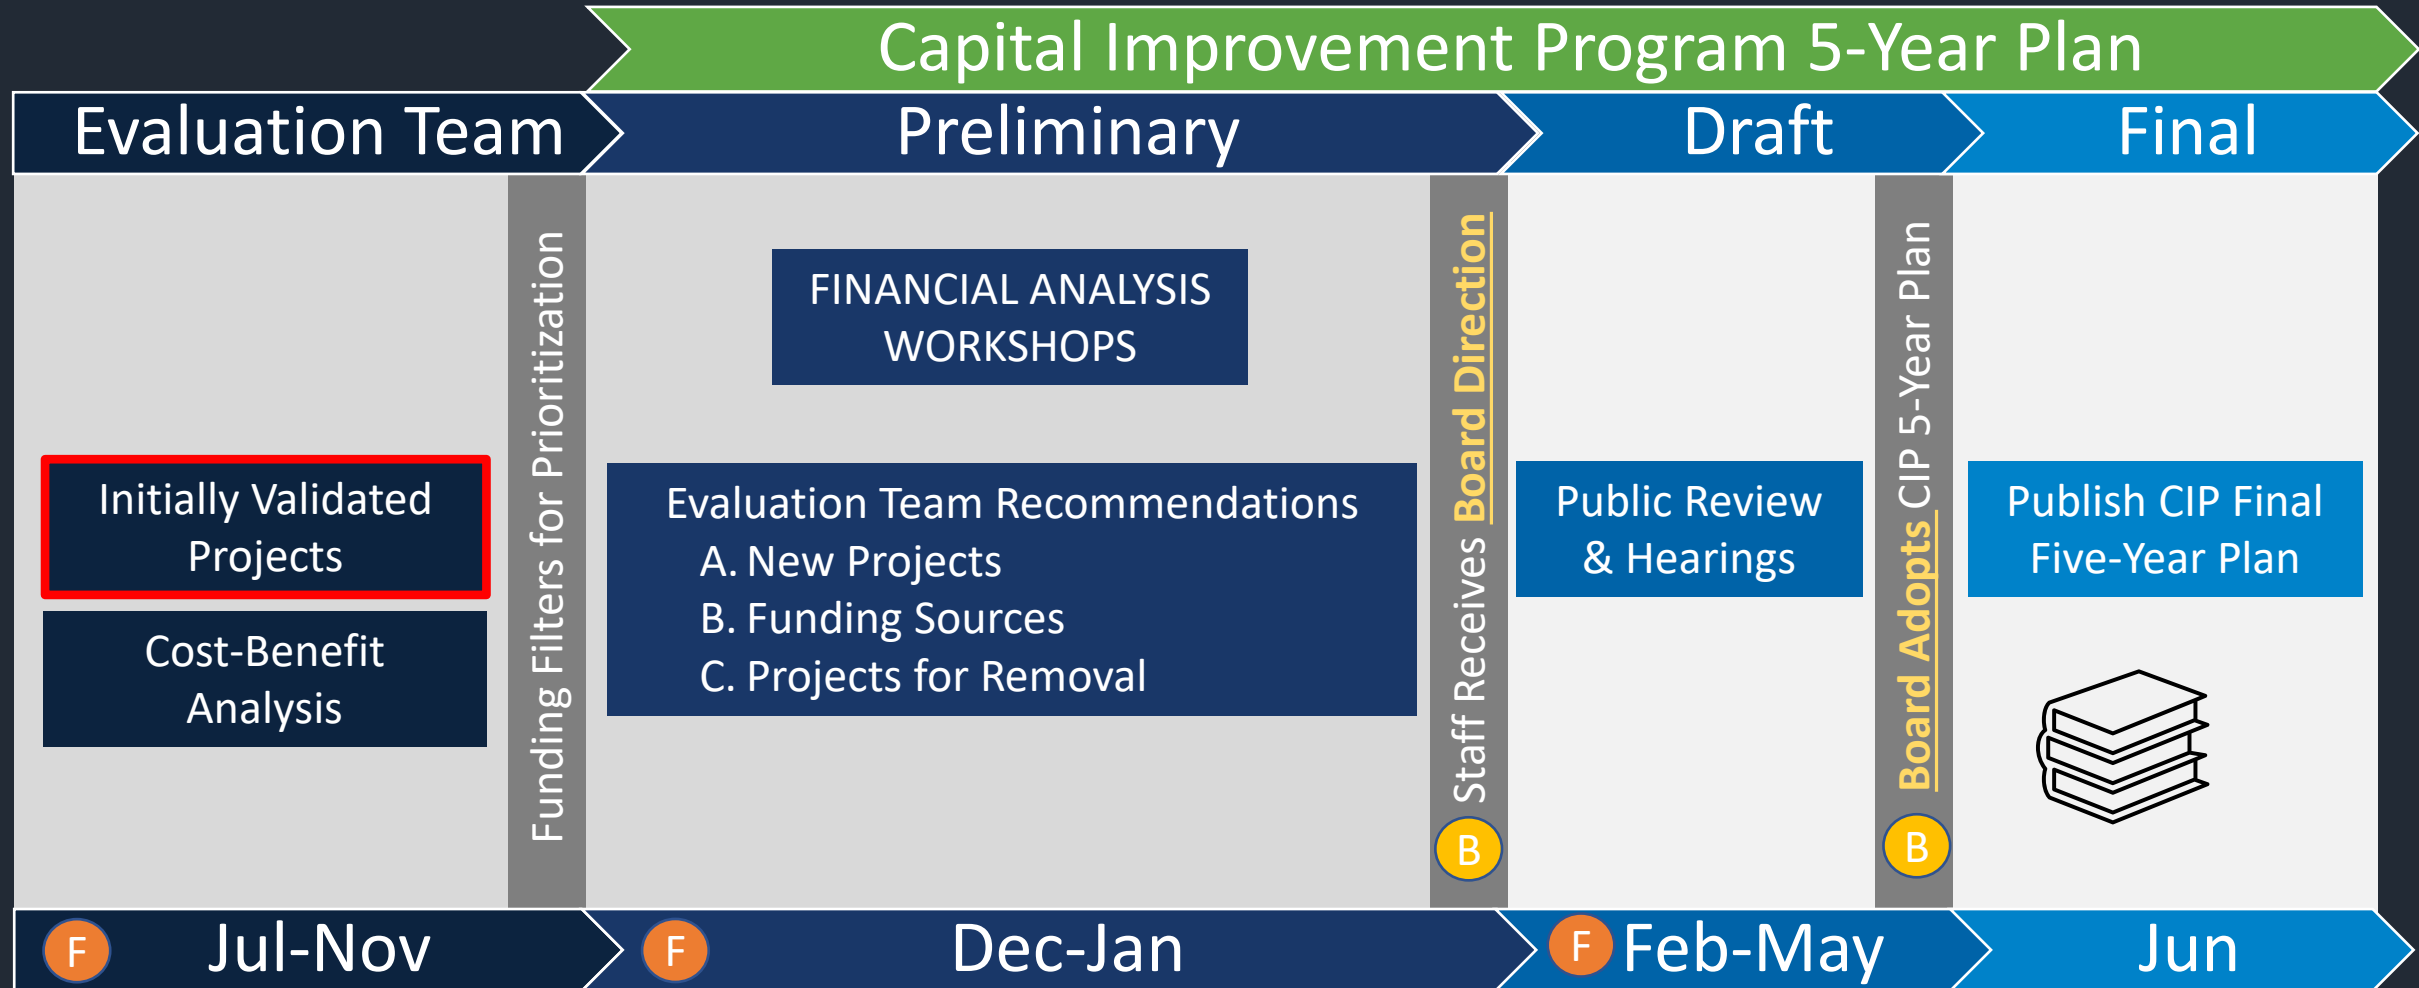 Capital Improvement Program 5-Year Plan
Evaluation Team
Preliminary
Draft
Final
Initially Validated
Projects
Cost-Benefit
Analysis
Funding Filters for Prioritization
FINANCIAL ANALYSIS
WORKSHOPS
Evaluation Team Recommendations
A. New Projects
B. Funding Sources
C. Projects for Removal
Staff Receives Board Direction
B
Public Review
& Hearings
Board Adopts CIP 5-Year Plan
B
Publish CIP Final
Five-Year Plan
F
Jul-Nov
F
Dec-Jan
F
Feb-May
Jun